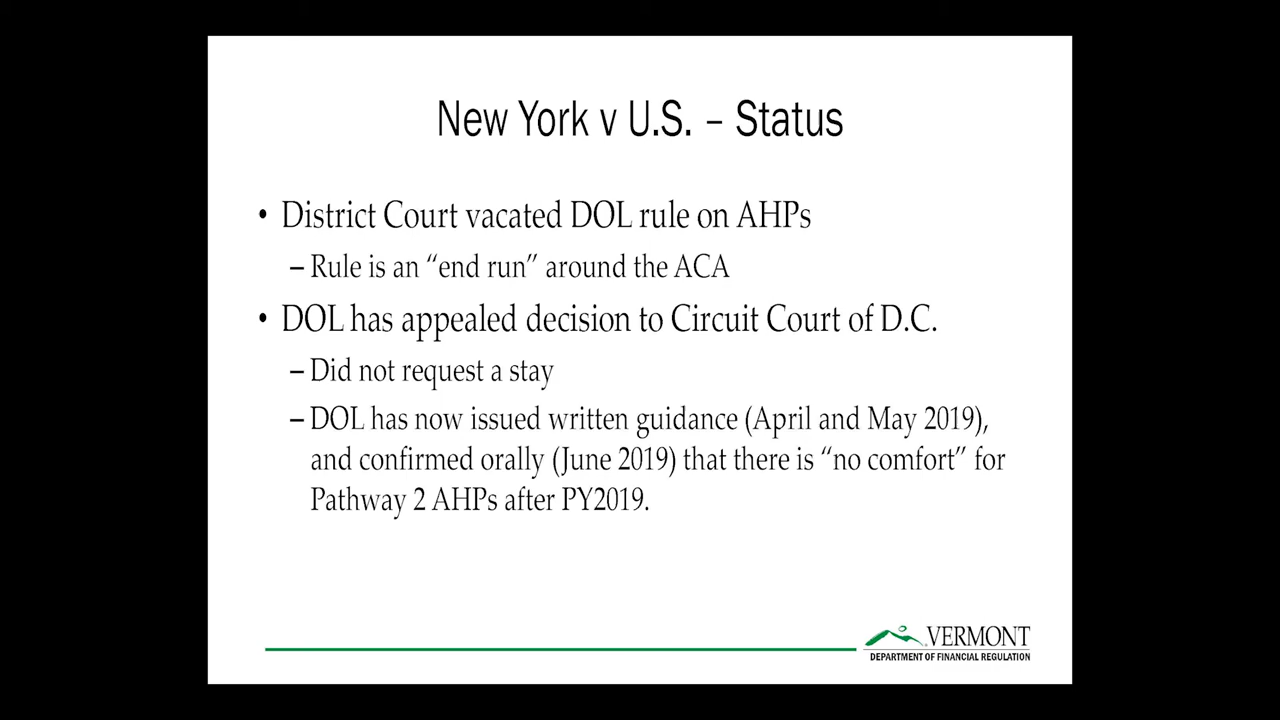 New York v U.S. – Status
• District Court vacated DOL rule on AHPs
– Rule is an “end run” around the ACA
• DOL has appealed decision to Circuit Court of D.C.
– Did not request a stay
– DOL has now issued written guidance (April and May 2019),
and confirmed orally (June 2019) that there is “no comfort” for
Pathway 2 AHPs after PY2019.
VERMONT
DEPARTMENT OF FINANCIAL REGULATION